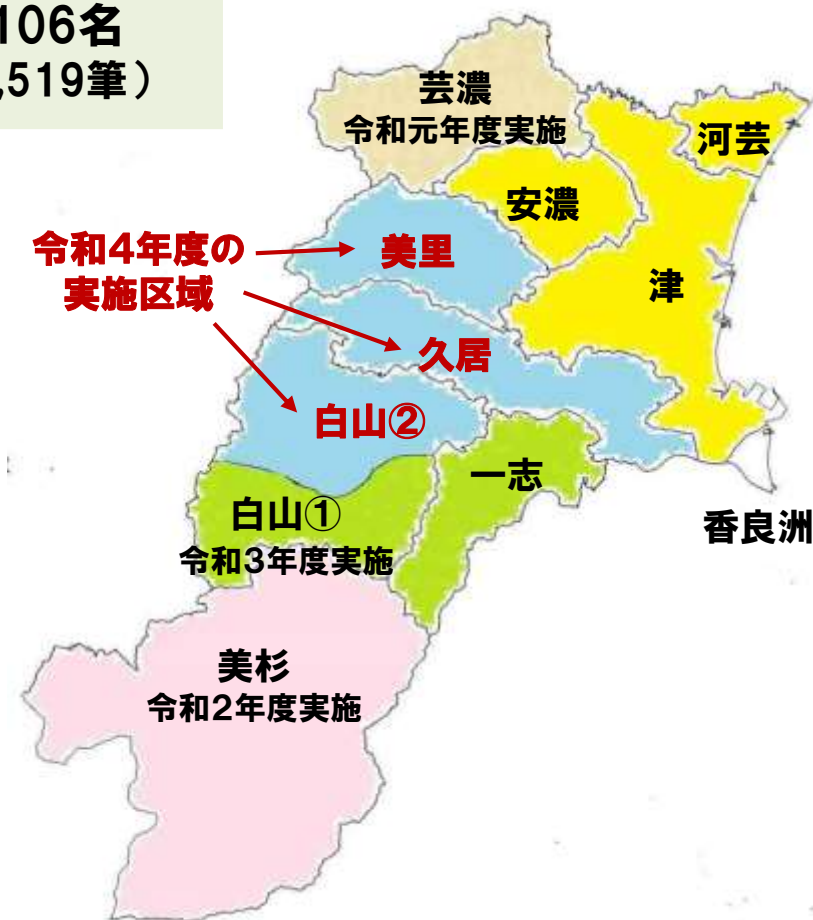 106名
,519筆）
芸濃
令和元年度実施
河芸
安濃
令和4年度の
実施区域
美里
津
久居
白山②
一志
白山①
令和3年度実施
香良洲
美杉
令和2年度実施